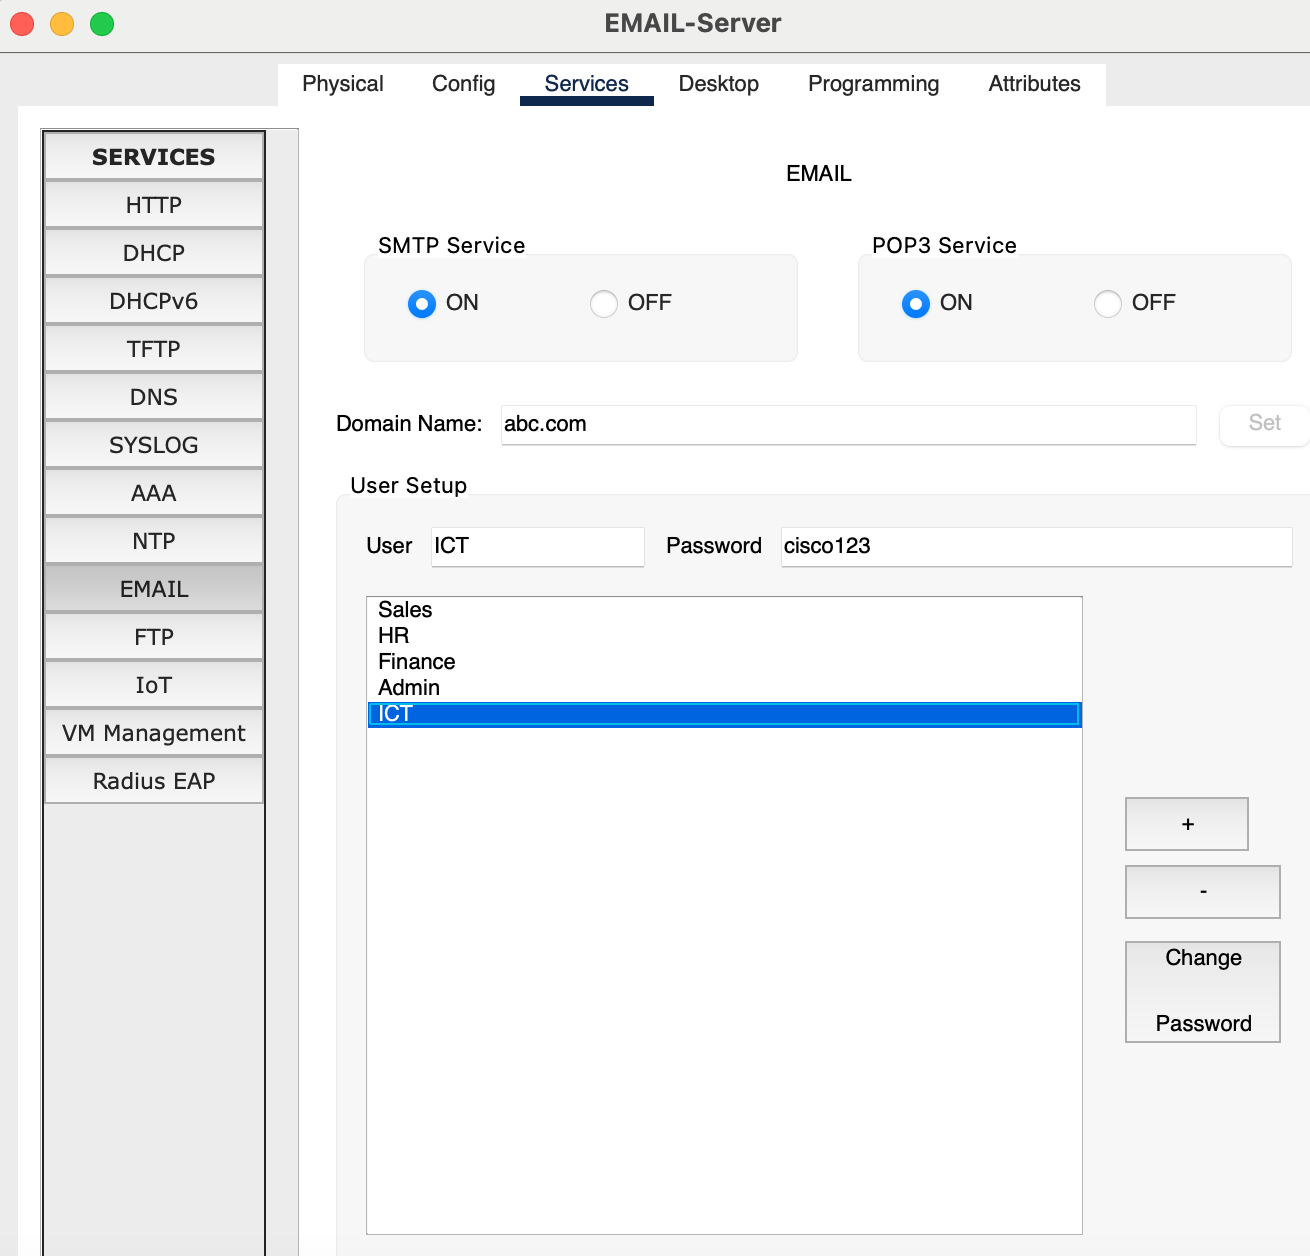 EMAIL-Server
Physical Config Services Desktop Programming Attributes
SERVICES
HTTP
DHCP
DHCPv6
TFTP
DNS
SYSLOG
AAA
NTP
EMAIL
FTP
IoT
VM Management
Radius EAP
EMAIL
SMTP Service
ON OFF
POP3 Service
ON OFF
Domain Name: abc.com Set
User Setup
User ICT Password cisco123
Sales
HR
Finance
Admin
ICT
+
-
Change
Password